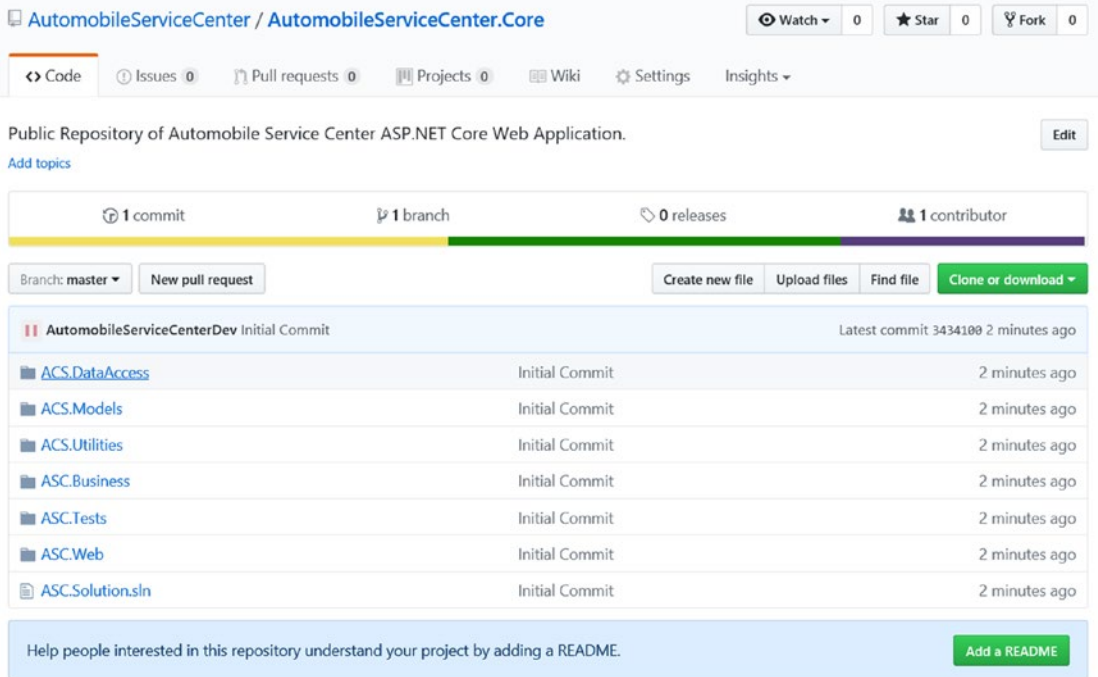 AutomobileServiceCenter / AutomobileServiceCenter.Core Watch 0 Star 0 Fork 0
Code Issues 0 Pull requests 0 Projects 0 Wiki Settings Insights
Public Repository of Automobile Service Center ASP.NET Core Web Application. Edit
Add topics
1 commit 1 branch 0 releases 1 contributor
Branch: master New pull request Create new file Upload files Find file Clone or download
AutomobileServiceCenterDev Initial Commit Latest commit 3434100 2 minutes ago
ACS.DataAccess Initial Commit 2 minutes ago
ACS.Models Initial Commit 2 minutes ago
ACS.Utilities Initial Commit 2 minutes ago
ASC.Business Initial Commit 2 minutes ago
ASC.Tests Initial Commit 2 minutes ago
ASC.Web Initial Commit 2 minutes ago
ASC.Solution.sln Initial Commit 2 minutes ago
Help people interested in this repository understand your project by adding a README. Add a README